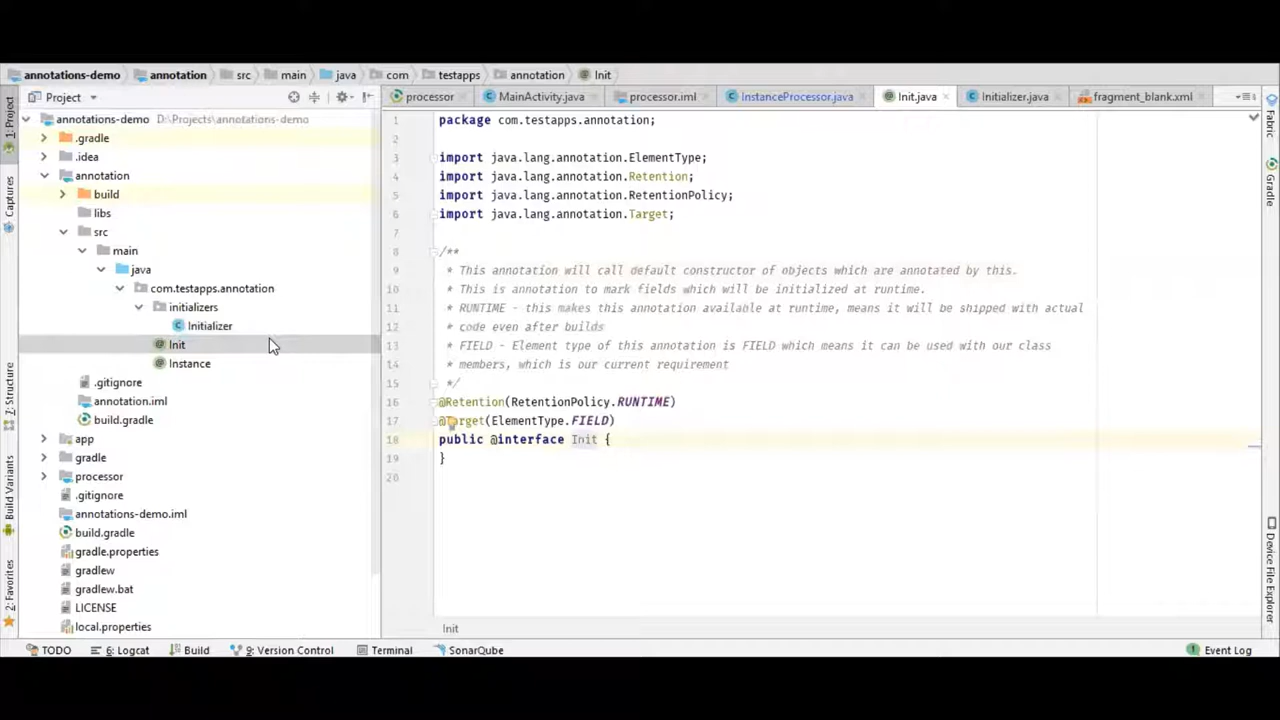 annotations-demo annotation src main java com testapps annotation Init
Project
processor MainActivity.java processor.iml InstanceProcessor.java Init.java Initializer.java fragment_blank.xml
1: Project
Captures
7: Structure
Build Variants
2: Favorites
annotations-demo D:\Projects\annotations-demo
.gradle
.idea
annotation
build
libs
src
main
java
com.testapps.annotation
initializers
Initializer
Init
Instance
.gitignore
annotation.iml
build.gradle
app
gradle
processor
.gitignore
annotations-demo.iml
build.gradle
gradle.properties
gradlew
gradlew.bat
LICENSE
local.properties
1 package com.testapps.annotation;
2
3 import java.lang.annotation.ElementType;
4 import java.lang.annotation.Retention;
5 import java.lang.annotation.RetentionPolicy;
6 import java.lang.annotation.Target;
7
8 /**
9 * This annotation will call default constructor of objects which are annotated by this.
10 * This is annotation to mark fields which will be initialized at runtime.
11 * RUNTIME - this makes this annotation available at runtime, means it will be shipped with actual
12 * code even after builds
13 * FIELD - Element type of this annotation is FIELD which means it can be used with our class
14 * members, which is our current requirement
15 */
16 @Retention(RetentionPolicy.RUNTIME)
17 @Target(ElementType.FIELD)
18 public @interface Init {
19 }
20
Init
Fabric
Gradle
Device File Explorer
TODO 6: Logcat Build 9: Version Control Terminal SonarQube 1 Event Log